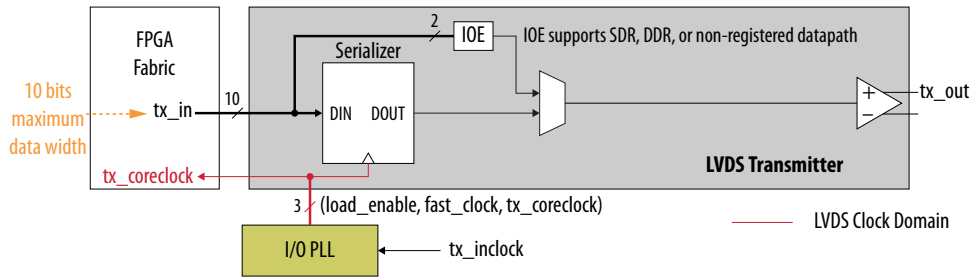 FPGA
Fabric
10 bits
maximum
data width
tx_in
10
tx_coreclock
2
IOE
IOE supports SDR, DDR, or non-registered datapath
Serializer
DIN DOUT
+
−
tx_out
LVDS Transmitter
3 (load_enable, fast_clock, tx_coreclock)
I/O PLL
tx_inclock
LVDS Clock Domain